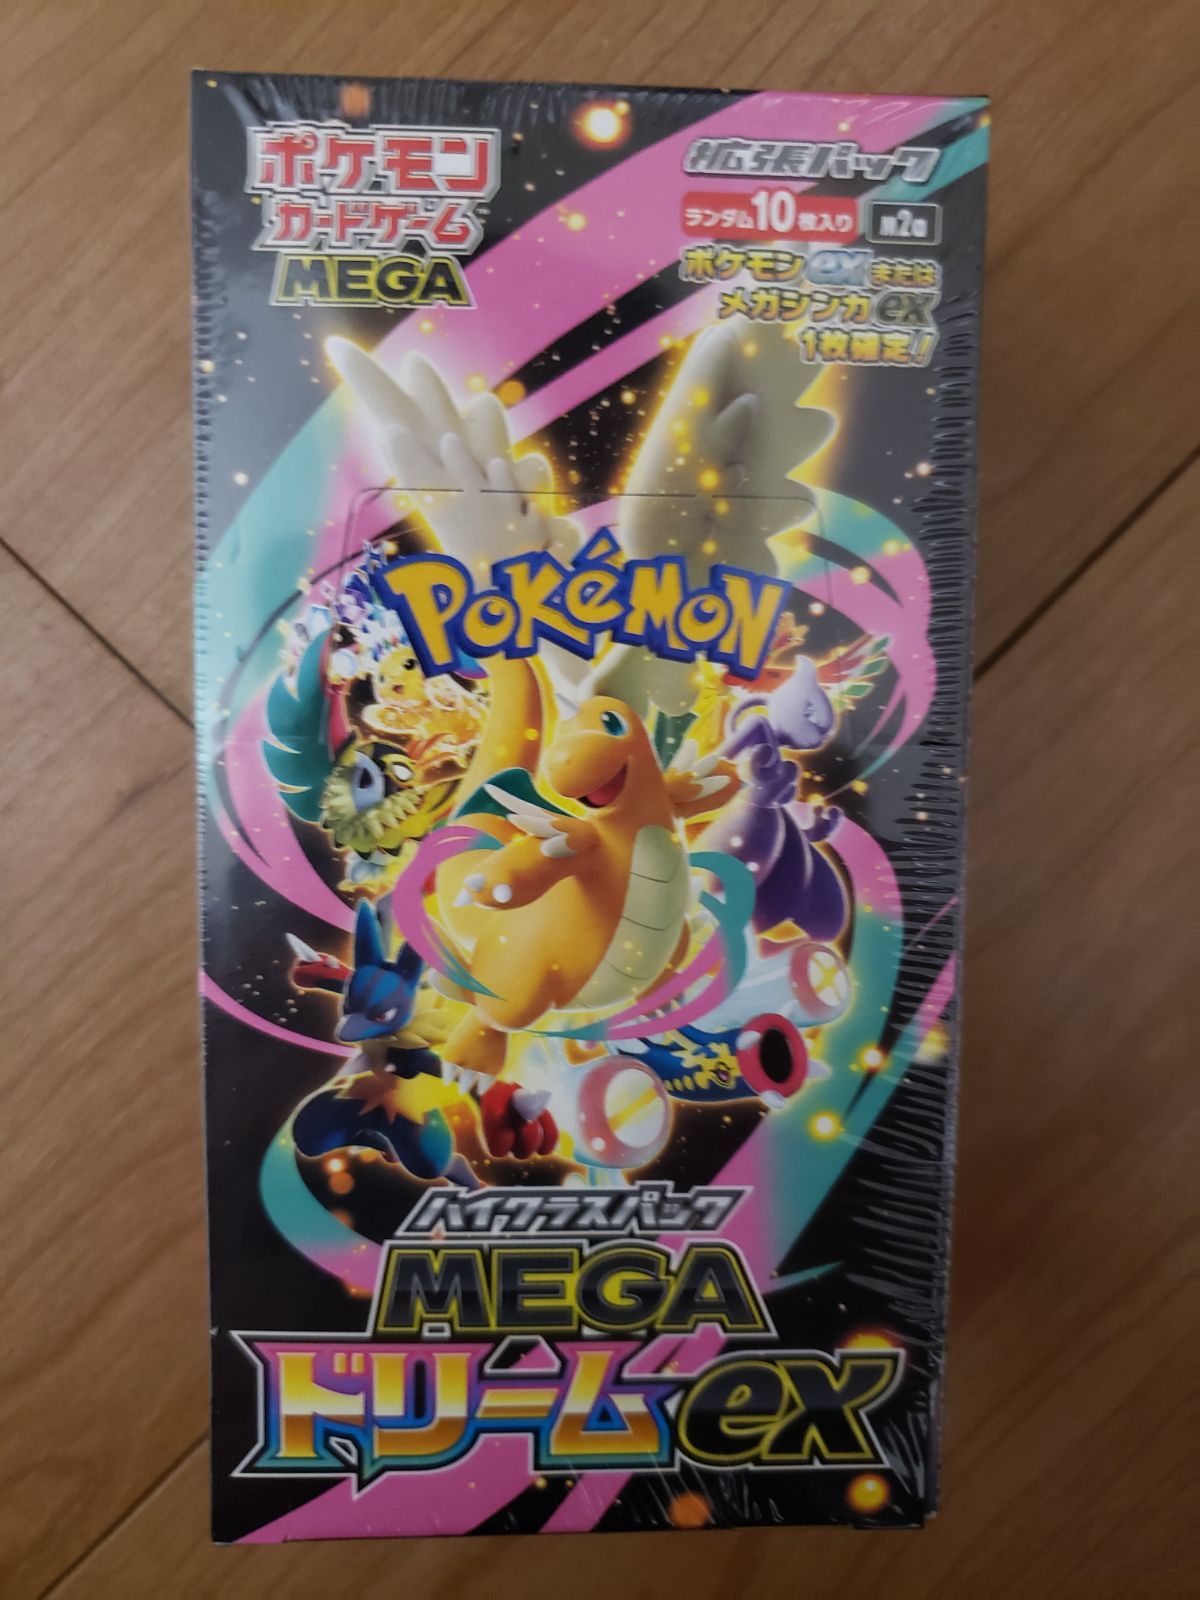 ポケモン
カードゲーム
MEGA
拡張パック
ランダム10枚入り M2a
ポケモンexまたは
メガシンカex
1枚確定!
POKéMON
ハイクラスパック
MEGA
ドリームex